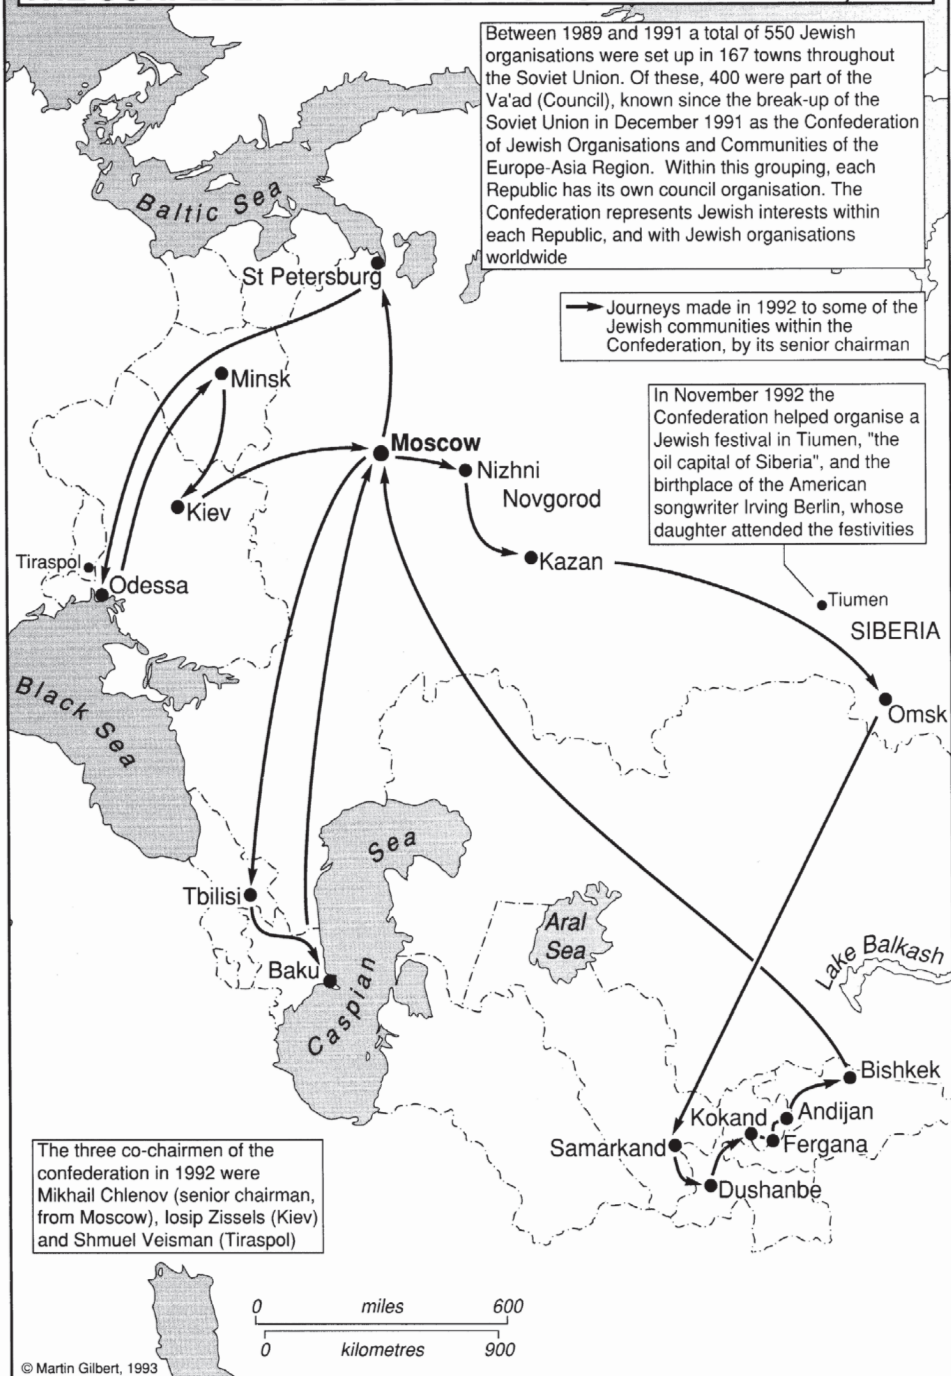 Between 1989 and 1991 a total of 550 Jewish
organisations were set up in 167 towns throughout
the Soviet Union. Of these, 400 were part of the
Va'ad (Council), known since the break-up of the
Soviet Union in December 1991 as the Confederation
of Jewish Organisations and Communities of the
Europe-Asia Region. Within this grouping, each
Republic has its own council organisation. The
Confederation represents Jewish interests within
each Republic, and with Jewish organisations
worldwide
Baltic Sea
St Petersburg
Journeys made in 1992 to some of the
Jewish communities within the
Confederation, by its senior chairman
Minsk
In November 1992 the
Confederation helped organise a
Jewish festival in Tiumen, "the
oil capital of Siberia", and the
birthplace of the American
songwriter Irving Berlin, whose
daughter attended the festivities
Moscow
Nizhni
Novgorod
Kiev
Tiraspol
Kazan
Odessa
Tiumen
SIBERIA
Black Sea
Omsk
Caspian Sea
Tbilisi
Aral
Sea
Baku
Lake Balkash
Bishkek
Kokand
Andijan
Samarkand
Fergana
Dushanbe
The three co-chairmen of the
confederation in 1992 were
Mikhail Chlenov (senior chairman,
from Moscow), Iosip Zissels (Kiev)
and Shmuel Veisman (Tiraspol)
0 miles 600
0 kilometres 900
© Martin Gilbert, 1993